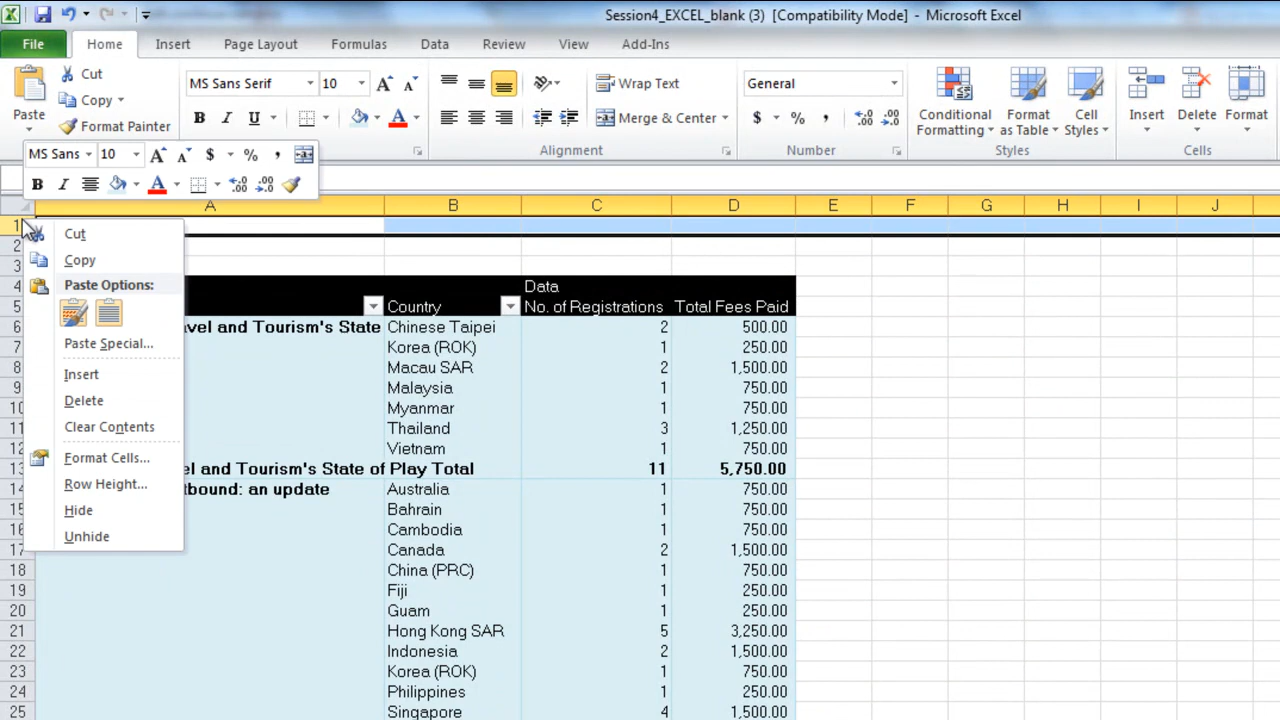 Session4_EXCEL_blank (3) [Compatibility Mode] - Microsoft Excel
File Home Insert Page Layout Formulas Data Review View Add-Ins
Paste
Cut
Copy
Format Painter
MS Sans Serif 10
B I U A
Wrap Text
Merge & Center
Alignment
General
$ % , .00 .00
Number
Conditional Formatting
Format as Table
Cell Styles
Styles
Insert Delete Format
Cells
MS Sans 10 A A $ % ,
B I A .00 .00
A B C D E F G H I J
1
2
3
4 Data
5 Country No. of Registrations Total Fees Paid
6 avel and Tourism's State Chinese Taipei 2 500.00
7 Korea (ROK) 1 250.00
8 Macau SAR 2 1,500.00
9 Malaysia 1 750.00
10 Myanmar 1 750.00
11 Thailand 3 1,250.00
12 Vietnam 1 750.00
13 el and Tourism's State of Play Total 11 5,750.00
14 tbound: an update Australia 1 750.00
15 Bahrain 1 750.00
16 Cambodia 1 750.00
17 Canada 2 1,500.00
18 China (PRC) 1 750.00
19 Fiji 1 250.00
20 Guam 1 250.00
21 Hong Kong SAR 5 3,250.00
22 Indonesia 2 1,500.00
23 Korea (ROK) 1 750.00
24 Philippines 1 250.00
25 Singapore 4 1,500.00
Cut
Copy
Paste Options:
Paste Special...
Insert
Delete
Clear Contents
Format Cells...
Row Height...
Hide
Unhide